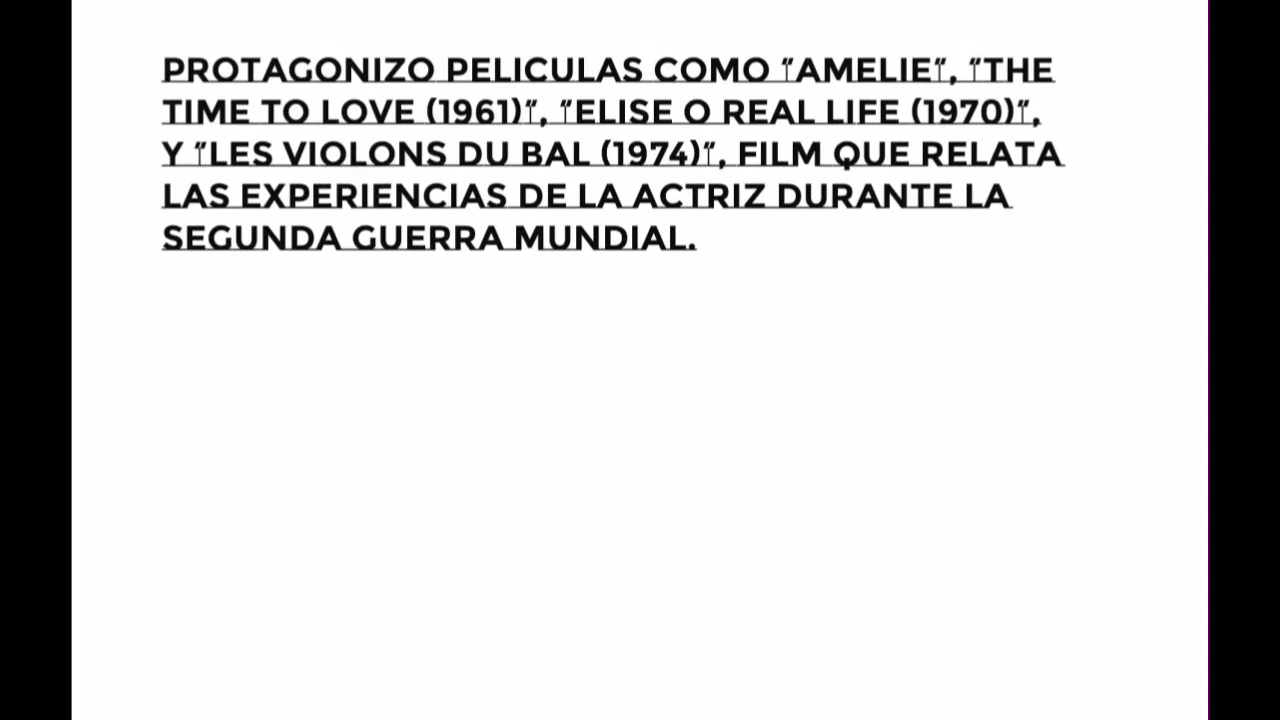 PROTAGONIZO PELICULAS COMO "AMELIE", "THE
TIME TO LOVE (1961)", "ELISE O REAL LIFE (1970)",
Y "LES VIOLONS DU BAL (1974)", FILM QUE RELATA
LAS EXPERIENCIAS DE LA ACTRIZ DURANTE LA
SEGUNDA GUERRA MUNDIAL.